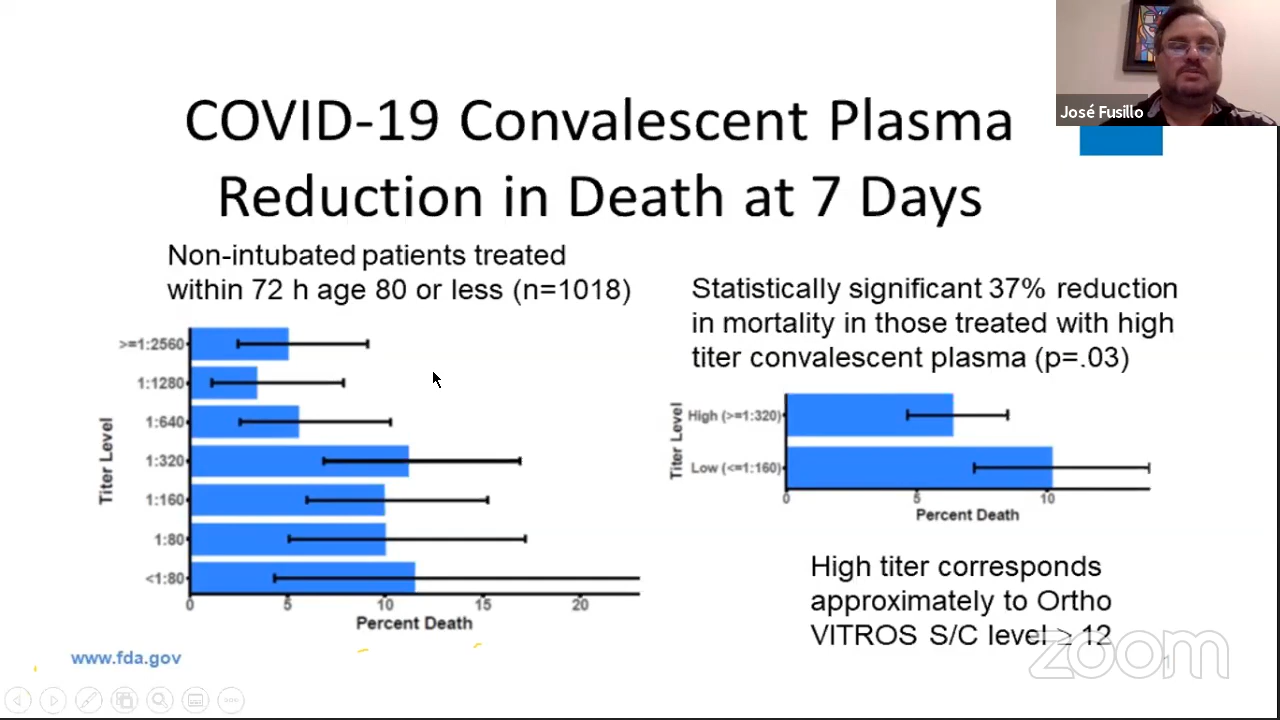 José Fusillo
COVID-19 Convalescent Plasma
Reduction in Death at 7 Days
Non-intubated patients treated
within 72 h age 80 or less (n=1018)
Titer Level
>=1:2560
1:1280
1:640
1:320
1:160
1:80
<1:80
0 5 10 15 20
Percent Death
Statistically significant 37% reduction
in mortality in those treated with high
titer convalescent plasma (p=.03)
Titer Level
High (>=1:320)
Low (<=1:160)
0 5 10
Percent Death
High titer corresponds
approximately to Ortho
VITROS S/C level ≥ 12
www.fda.gov
1
zoom